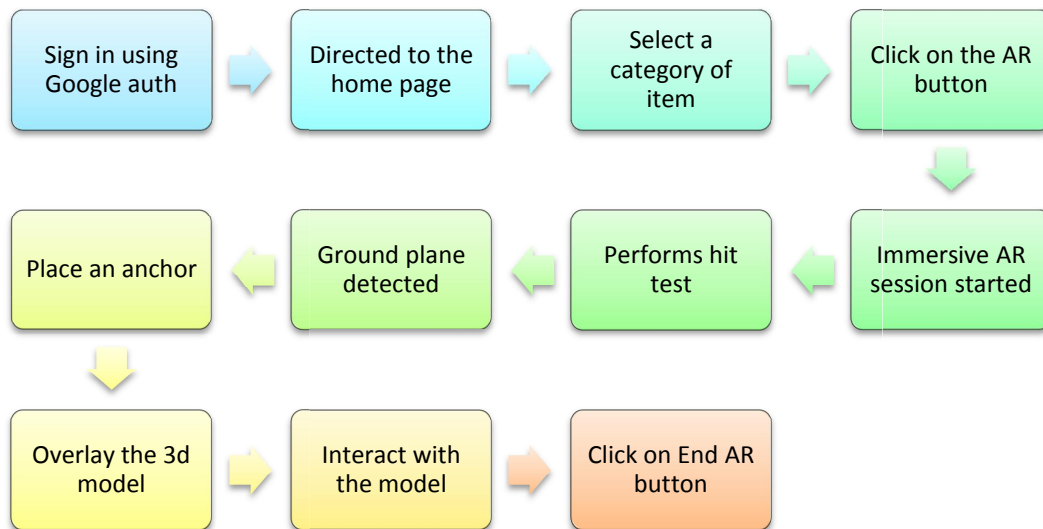 Sign in using
Google auth
Directed to the
home page
Select a
category of
item
Click on the AR
button
Immersive AR
session started
Performs hit
test
Ground plane
detected
Place an anchor
Overlay the 3d
model
Interact with
the model
Click on End AR
button